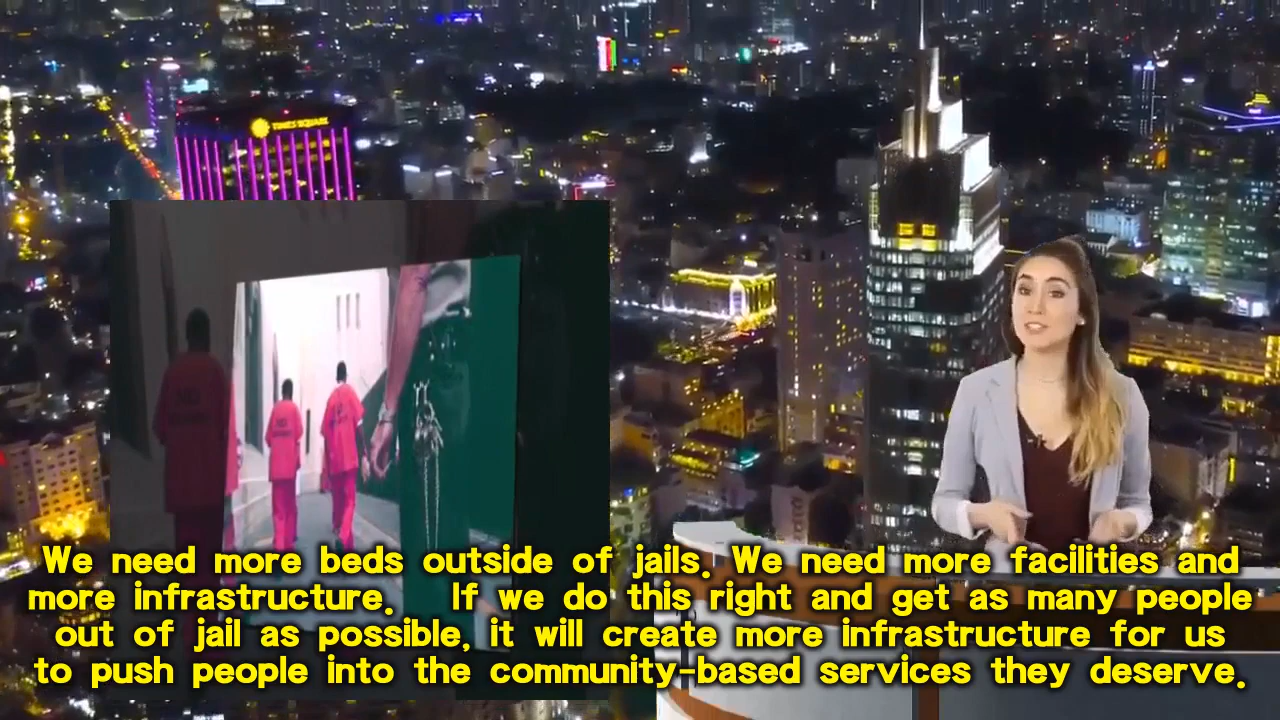 TIMES SQUARE
We need more beds outside of jails. We need more facilities and
more infrastructure.   If we do this right and get as many people
out of jail as possible, it will create more infrastructure for us
to push people into the community-based services they deserve.